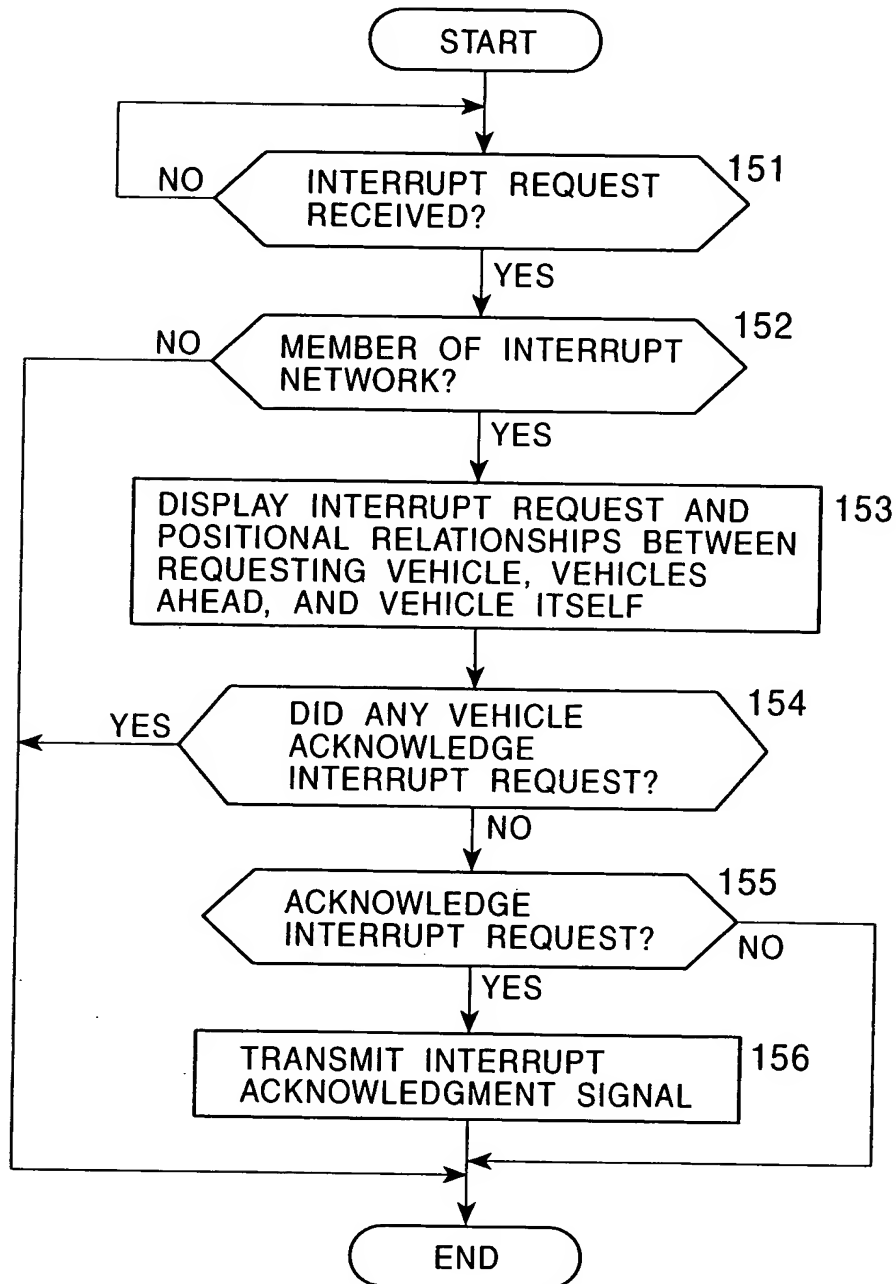 START
NO
INTERRUPT REQUEST
RECEIVED?
151
YES
NO
MEMBER OF INTERRUPT
NETWORK?
152
YES
DISPLAY INTERRUPT REQUEST AND
POSITIONAL RELATIONSHIPS BETWEEN
REQUESTING VEHICLE, VEHICLES
AHEAD, AND VEHICLE ITSELF
153
YES
DID ANY VEHICLE
ACKNOWLEDGE
INTERRUPT REQUEST?
154
NO
ACKNOWLEDGE
INTERRUPT REQUEST?
155
NO
YES
TRANSMIT INTERRUPT
ACKNOWLEDGMENT SIGNAL
156
END